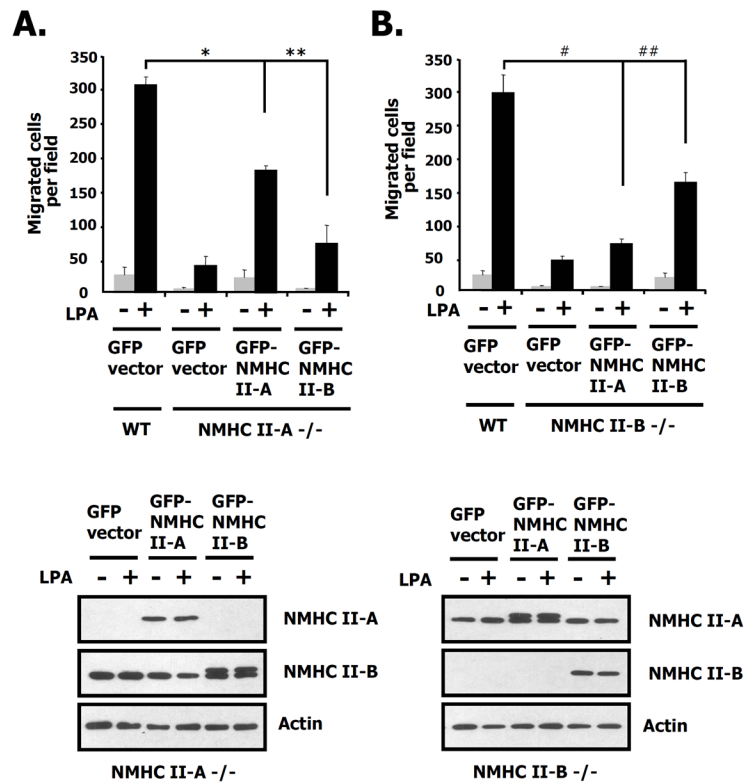 A.
B.
Migrated cells
per field
350
300
250
200
150
100
50
0
* **
LPA - + - + - + - +
GFP vector GFP vector GFP-NMHC II-A GFP-NMHC II-B
WT NMHC II-A -/-
Migrated cells
per field
350
300
250
200
150
100
50
0
# ##
LPA - + - + - + - +
GFP vector GFP vector GFP-NMHC II-A GFP-NMHC II-B
WT NMHC II-B -/-
GFP vector GFP-NMHC II-A GFP-NMHC II-B
LPA - + - + - +
NMHC II-A
NMHC II-B
Actin
NMHC II-A -/-
GFP vector GFP-NMHC II-A GFP-NMHC II-B
LPA - + - + - +
NMHC II-A
NMHC II-B
Actin
NMHC II-B -/-